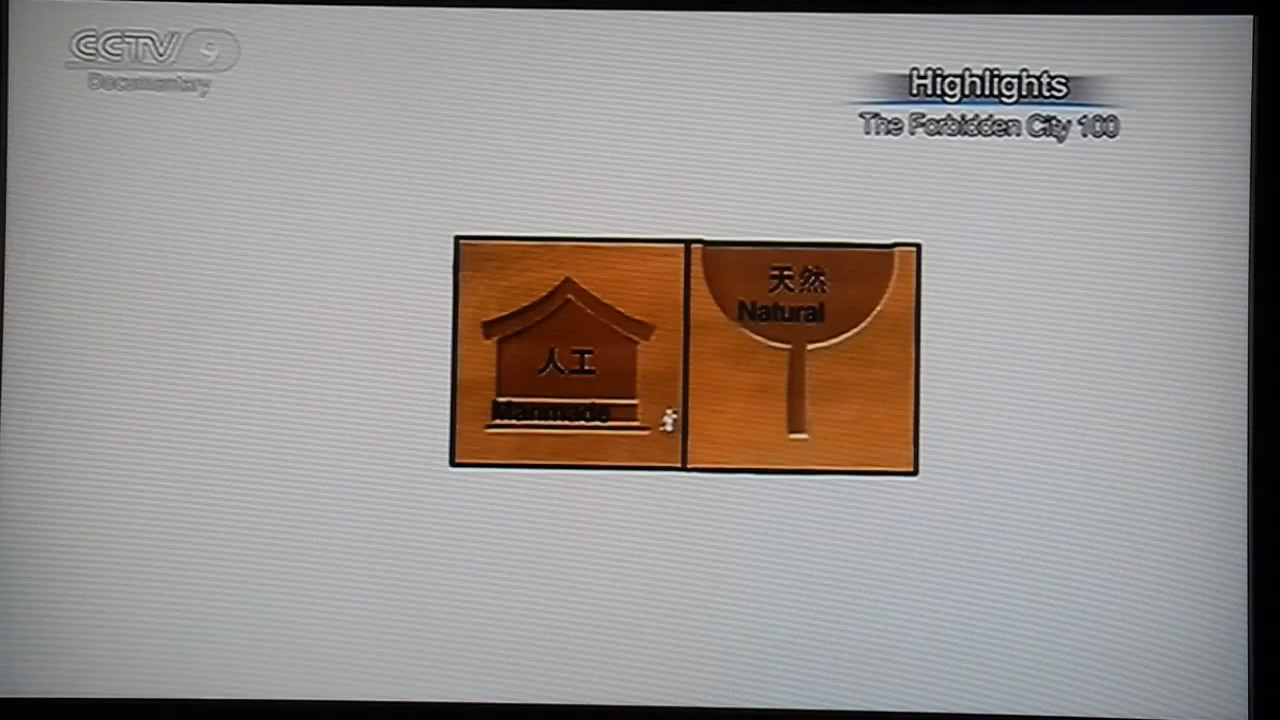 CCTV 9
Documentary
Highlights
The Forbidden City 100
人工
Manmade
天然
Natural